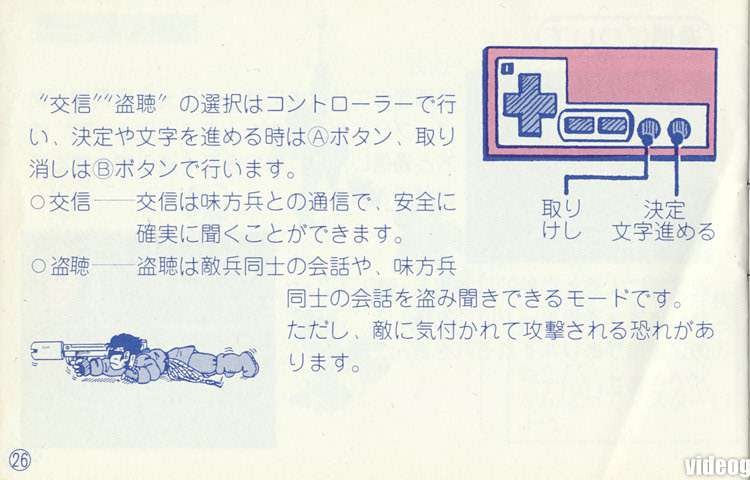 “交信”“盗聴”の選択はコントローラーで行
い、決定や文字を進める時はⒶボタン、取り
消しはⒷボタンで行います。
○交信──交信は味方兵との通信で、安全に
確実に聞くことができます。
○盗聴──盗聴は敵兵同士の会話や、味方兵
同士の会話を盗み聞きできるモードです。
ただし、敵に気付かれて攻撃される恐れがあ
ります。
1
取り
けし
決定
文字進める
㉖
videog